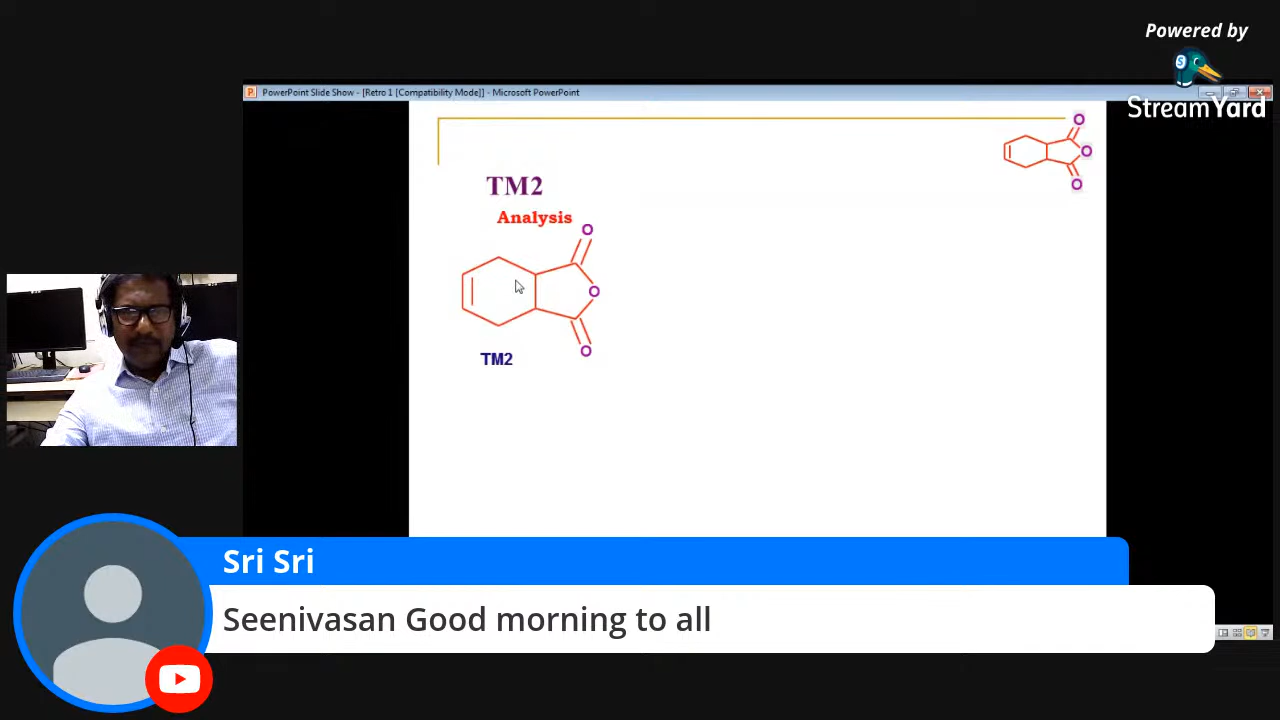 Powered by
StreamYard
PowerPoint Slide Show - [Retro 1 [Compatibility Mode]] - Microsoft PowerPoint
O
O
O
TM2
Analysis
O
O
O
TM2
Sri Sri
Seenivasan Good morning to all